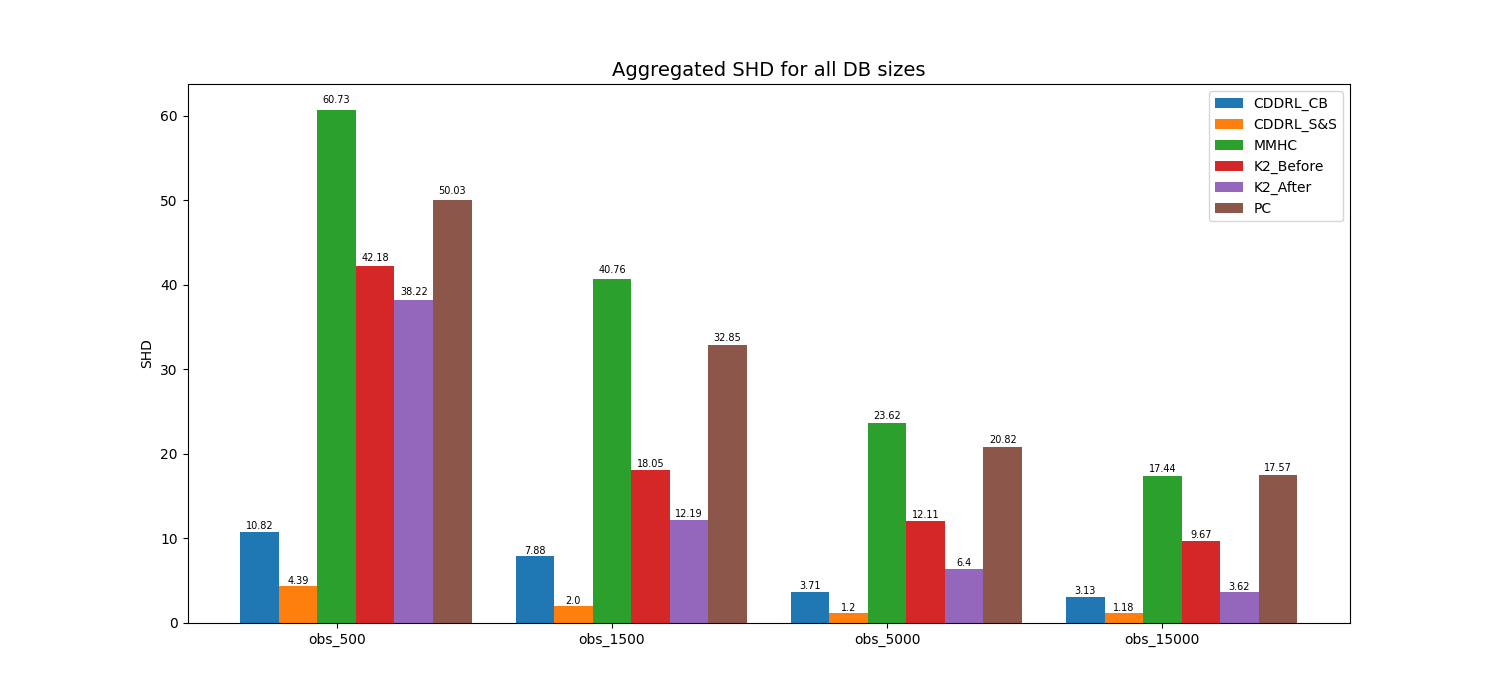 Aggregated SHD for all DB sizes
CDDRL_CB
CDDRL_S&S
MMHC
K2_Before
K2_After
PC
SHD
60
50
40
30
20
10
0
10.82
4.39
60.73
42.18
38.22
50.03
7.88
2.0
40.76
18.05
12.19
32.85
3.71
1.2
23.62
12.11
6.4
20.82
3.13
1.18
17.44
9.67
3.62
17.57
obs_500
obs_1500
obs_5000
obs_15000